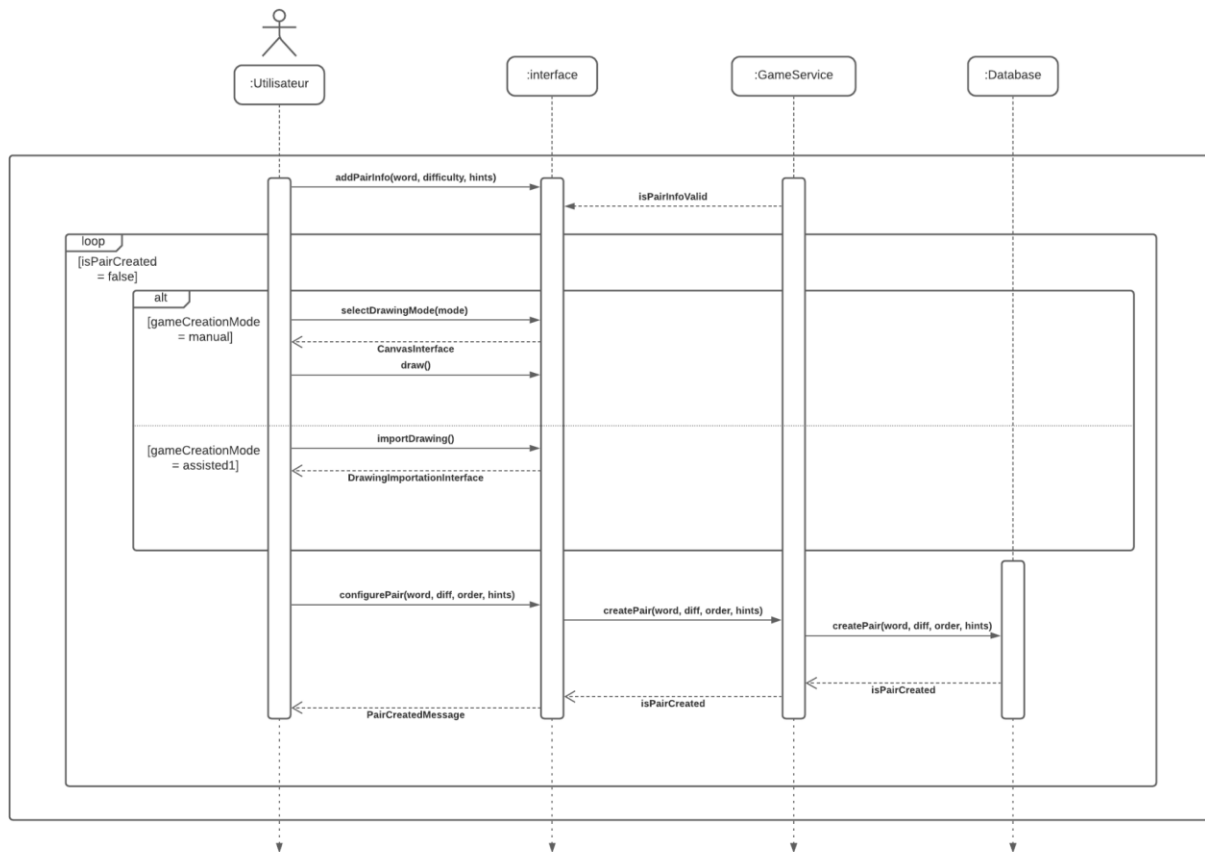 :Utilisateur
:interface
:GameService
:Database
addPairInfo(word, difficulty, hints)
isPairInfoValid
loop
[isPairCreated
= false]
alt
[gameCreationMode
= manual]
selectDrawingMode(mode)
CanvasInterface
draw()
[gameCreationMode
= assisted1]
importDrawing()
DrawingImportationInterface
configurePair(word, diff, order, hints)
createPair(word, diff, order, hints)
createPair(word, diff, order, hints)
isPairCreated
isPairCreated
PairCreatedMessage